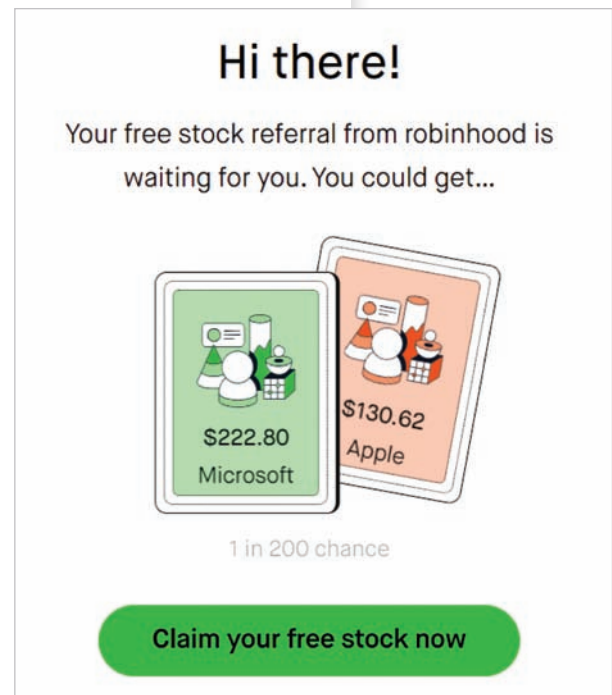 Hi there!
Your free stock referral from robinhood is
waiting for you. You could get...
$222.80
Microsoft
$130.62
Apple
1 in 200 chance
Claim your free stock now